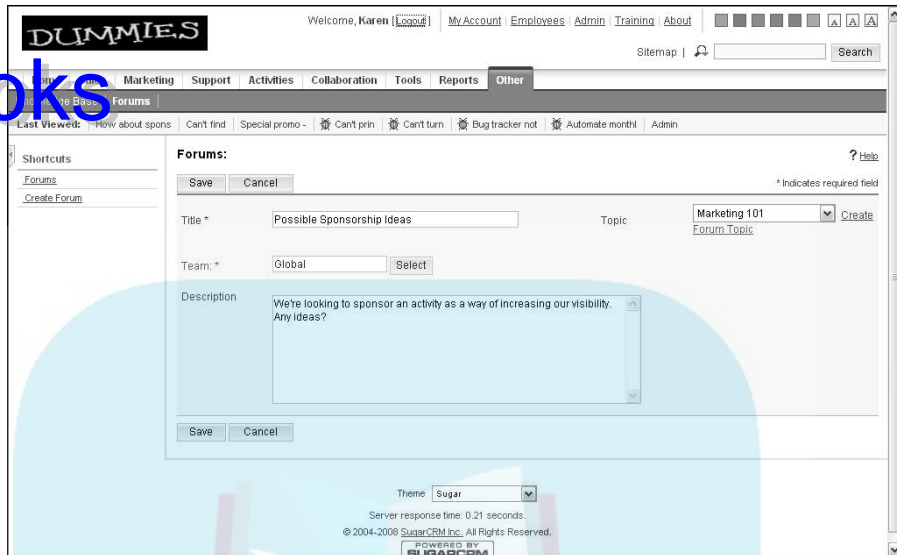 DUMMIES
Welcome, Karen [Logout] My Account | Employees | Admin | Training | About A A A
Sitemap | Search
oks
Marketing Support Activities Collaboration Tools Reports Other
Forums
Last Viewed: How about spons Can't find Special promo - Can't prin Can't turn Bug tracker not Automate monthl Admin
Shortcuts
Forums
Create Forum
Forums:
? Help
Save Cancel
* Indicates required field
Title * Possible Sponsorship Ideas Topic Marketing 101 Create
Forum Topic
Team: * Global Select
Description
We're looking to sponsor an activity as a way of increasing our visibility.
Any ideas?
Save Cancel
Theme Sugar
Server response time: 0.21 seconds.
© 2004-2008 SugarCRM Inc. All Rights Reserved.
POWERED BY
SUGARCRM